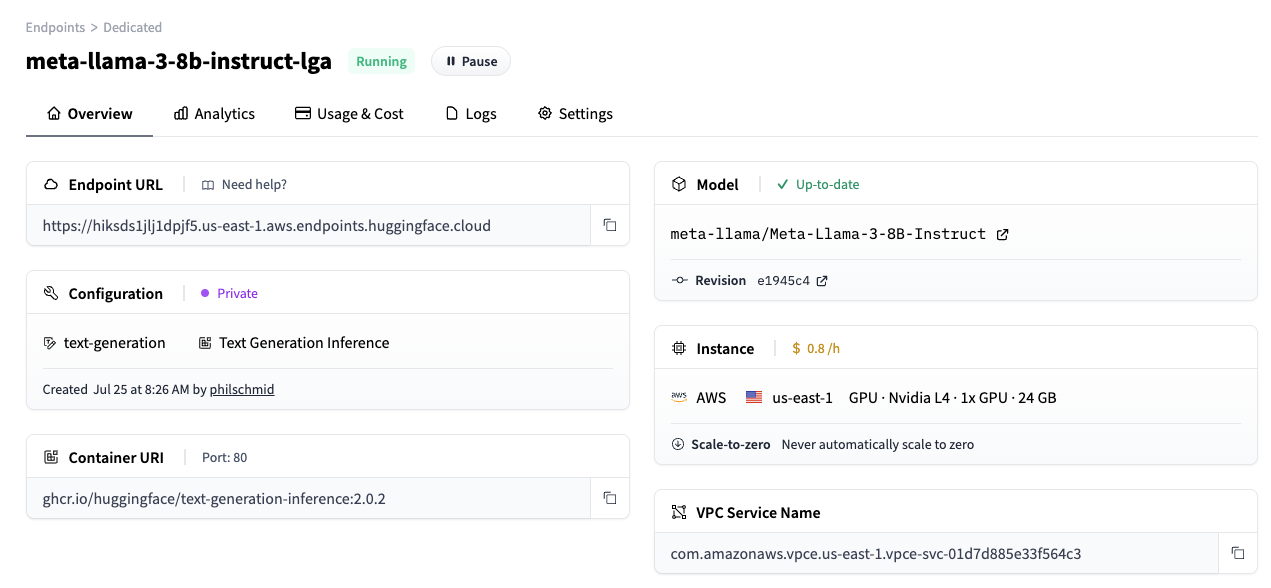 Endpoints > Dedicated
meta-llama-3-8b-instruct-lga Running Pause
Overview Analytics Usage & Cost Logs Settings
Endpoint URL Need help?
https://hiksds1jlj1dpjf5.us-east-1.aws.endpoints.huggingface.cloud
Configuration Private
text-generation Text Generation Inference
Created Jul 25 at 8:26 AM by philschmid
Container URI Port: 80
ghcr.io/huggingface/text-generation-inference:2.0.2
Model Up-to-date
meta-llama/Meta-Llama-3-8B-Instruct
Revision e1945c4
Instance $ 0.8 /h
aws AWS us-east-1 GPU · Nvidia L4 · 1x GPU · 24 GB
Scale-to-zero Never automatically scale to zero
VPC Service Name
com.amazonaws.vpce.us-east-1.vpce-svc-01d7d885e33f564c3